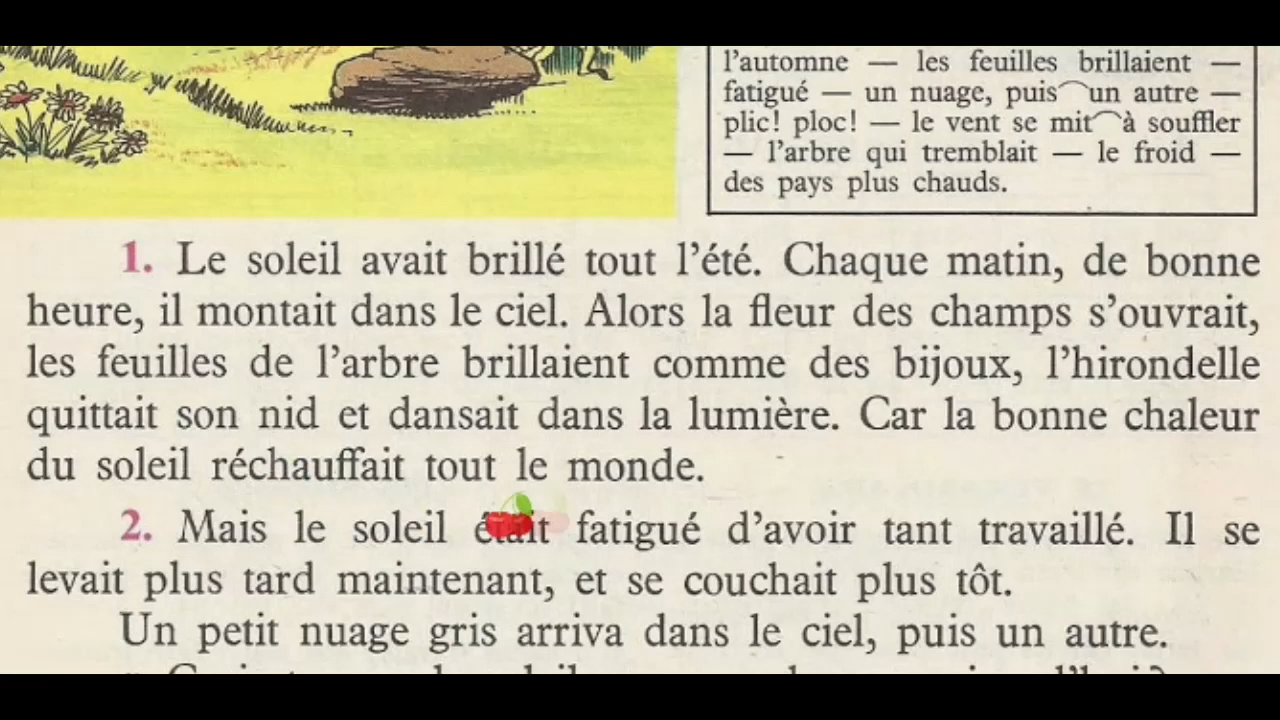 l'automne — les feuilles brillaient —
fatigué — un nuage, puis un autre —
plic! ploc! — le vent se mit à souffler
— l'arbre qui tremblait — le froid —
des pays plus chauds.
1. Le soleil avait brillé tout l'été. Chaque matin, de bonne
heure, il montait dans le ciel. Alors la fleur des champs s'ouvrait,
les feuilles de l'arbre brillaient comme des bijoux, l'hirondelle
quittait son nid et dansait dans la lumière. Car la bonne chaleur
du soleil réchauffait tout le monde.
2. Mais le soleil était fatigué d'avoir tant travaillé. Il se
levait plus tard maintenant, et se couchait plus tôt.
Un petit nuage gris arriva dans le ciel, puis un autre.